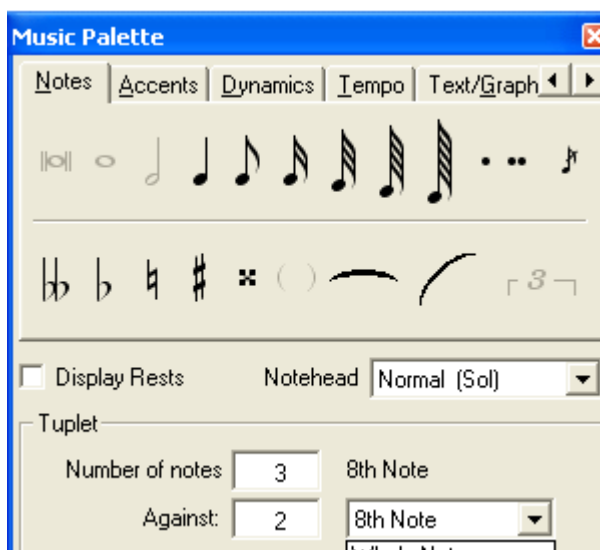 Music Palette
Notes Accents Dynamics Tempo Text/Graph
3
Display Rests Notehead Normal (Sol)
Tuplet
Number of notes 3 8th Note
Against: 2 8th Note